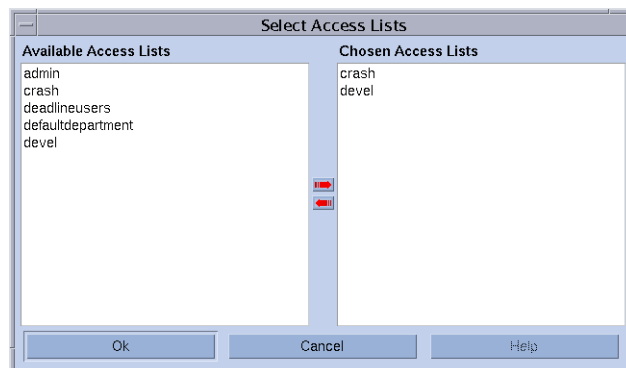 Select Access Lists
Available Access Lists
admin
crash
deadlineusers
defaultdepartment
devel
Chosen Access Lists
crash
devel
Ok
Cancel
Help